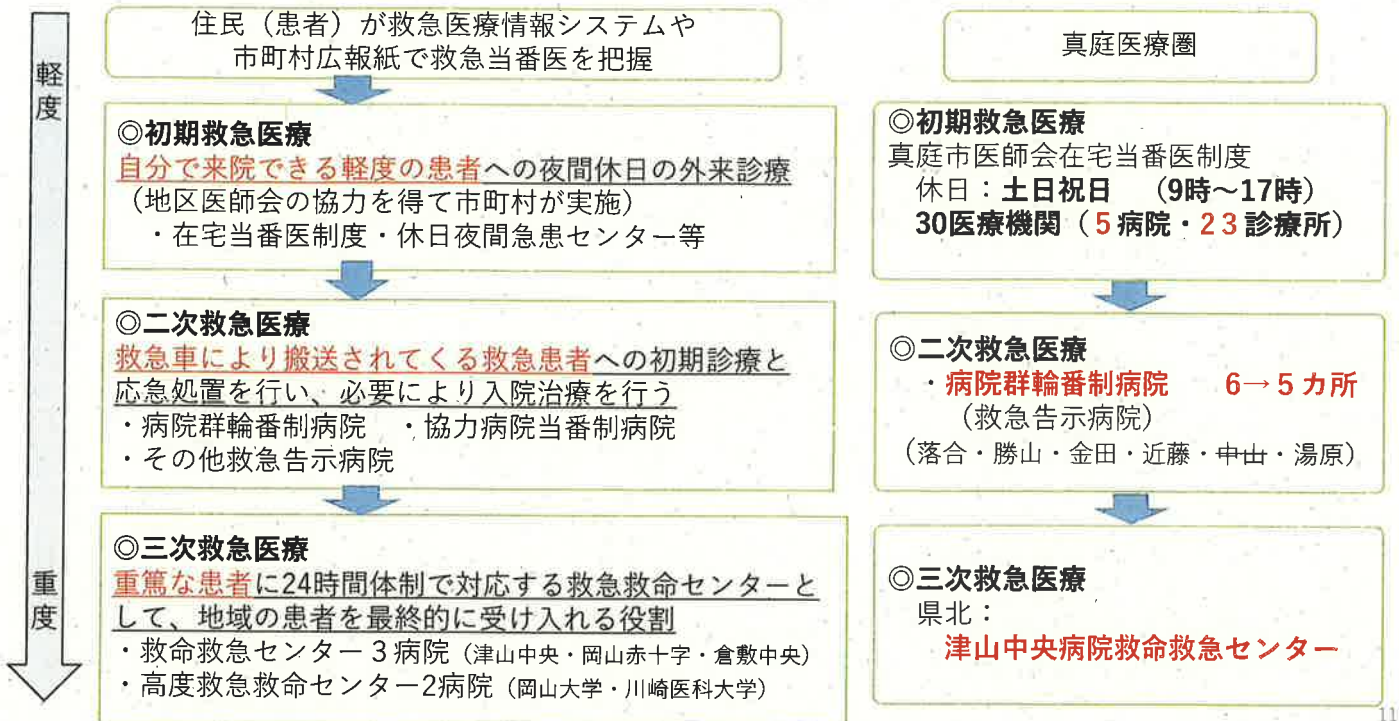 軽度
重度
住民（患者）が救急医療情報システムや
市町村広報紙で救急当番医を把握
◎初期救急医療
自分で来院できる軽度の患者への夜間休日の外来診療
（地区医師会の協力を得て市町村が実施）
・在宅当番医制度・休日夜間急患センター等
◎二次救急医療
救急車により搬送されてくる救急患者への初期診療と
応急処置を行い、必要により入院治療を行う
・病院群輪番制病院　・協力病院当番制病院
・その他救急告示病院
◎三次救急医療
重篤な患者に24時間体制で対応する救急救命センターと
して、地域の患者を最終的に受け入れる役割
・救命救急センター３病院（津山中央・岡山赤十字・倉敷中央）
・高度救急救命センター2病院（岡山大学・川崎医科大学）
真庭医療圏
◎初期救急医療
真庭市医師会在宅当番医制度
休日：土日祝日　（9時～17時）
30医療機関（５病院・２３診療所）
◎二次救急医療
・病院群輪番制病院　6→５カ所
（救急告示病院）
（落合・勝山・金田・近藤・中山・湯原）
◎三次救急医療
県北：
津山中央病院救命救急センター
11